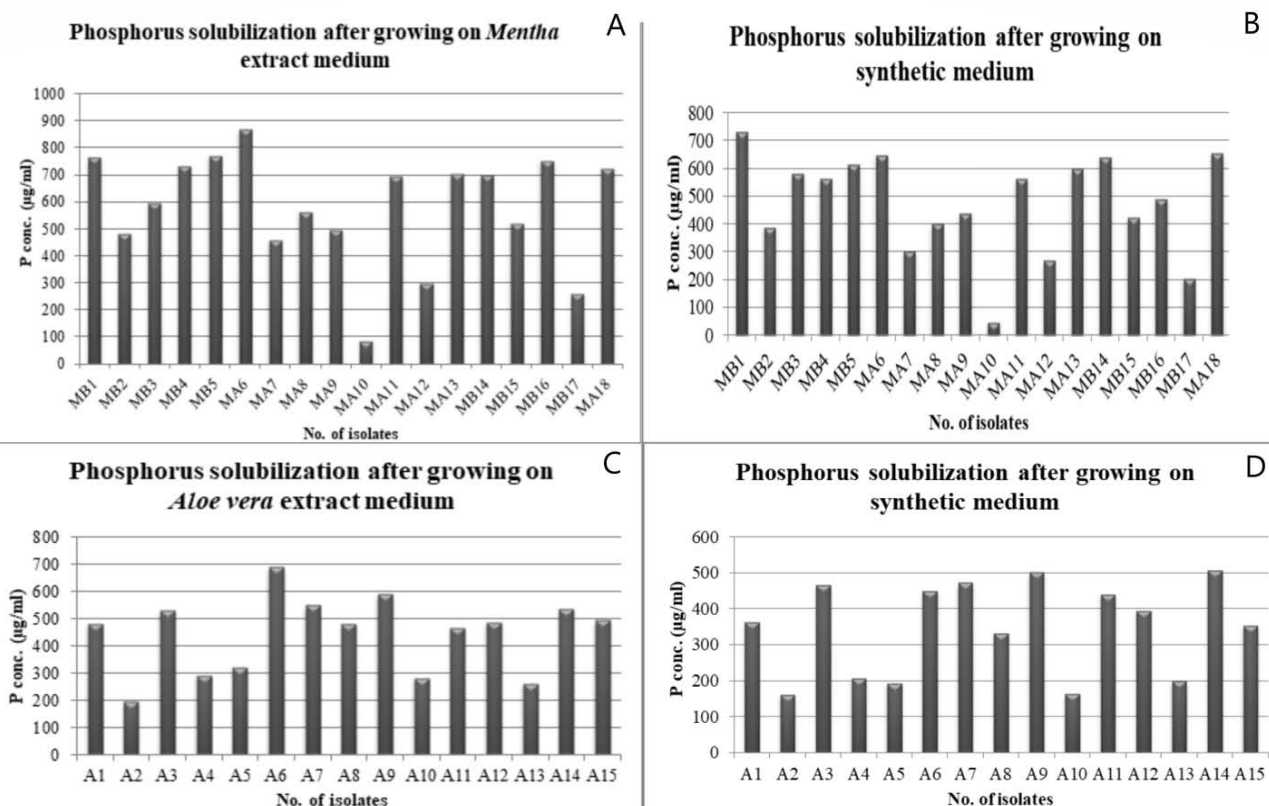 Phosphorus solubilization after growing on Mentha
extract medium
A
1000
900
800
700
600
500
400
300
200
100
0
P conc. (µg/ml)
MB1 MB2 MB3 MB4 MB5 MA6 MA7 MA8 MA9 MA10 MA11 MA12 MA13 MB14 MB15 MB16 MB17 MA18
No. of isolates
Phosphorus solubilization after growing on
synthetic medium
B
800
700
600
500
400
300
200
100
0
P conc. (µg/ml)
MB1 MB2 MB3 MB4 MB5 MA6 MA7 MA8 MA9 MA10 MA11 MA12 MA13 MB14 MB15 MB16 MB17 MA18
No. of isolates
Phosphorus solubilization after growing on
Aloe vera extract medium
C
800
700
600
500
400
300
200
100
0
P conc. (µg/ml)
A1 A2 A3 A4 A5 A6 A7 A8 A9 A10 A11 A12 A13 A14 A15
No. of isolates
Phosphorus solubilization after growing on
synthetic medium
D
600
500
400
300
200
100
0
P conc. (µg/ml)
A1 A2 A3 A4 A5 A6 A7 A8 A9 A10 A11 A12 A13 A14 A15
No. of isolates